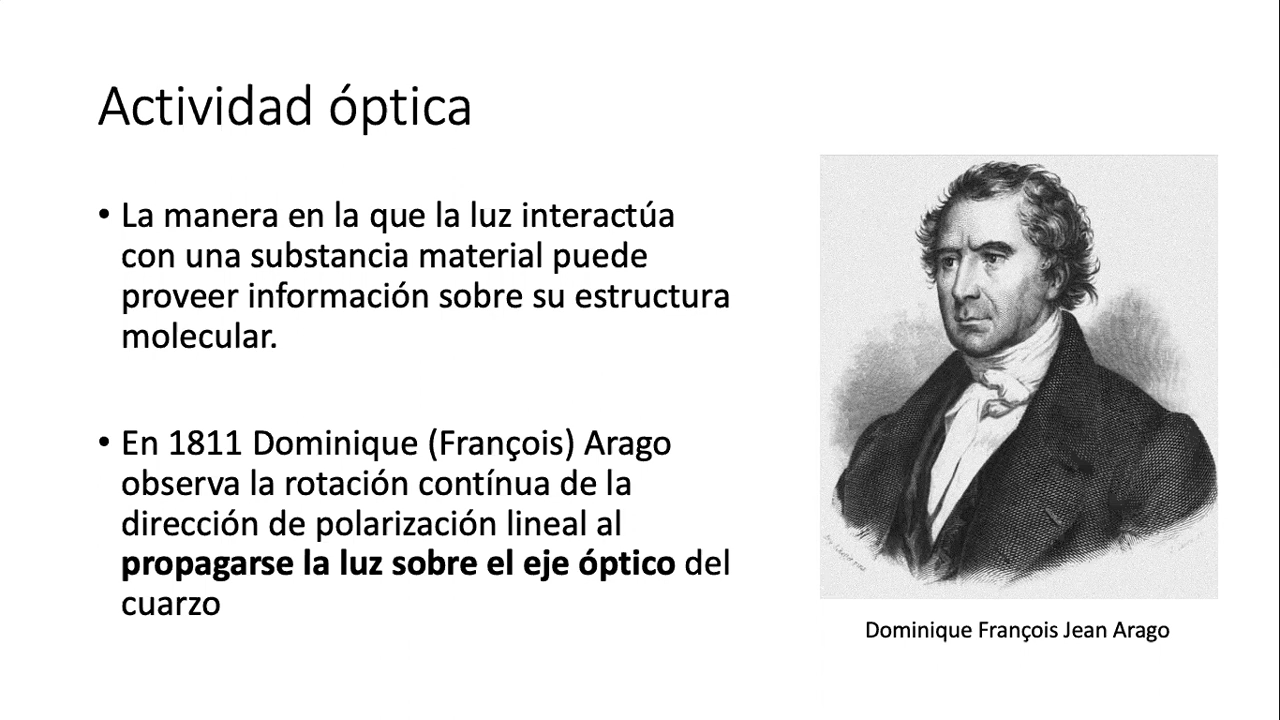 Actividad óptica
• La manera en la que la luz interactúa
con una substancia material puede
proveer información sobre su estructura
molecular.
• En 1811 Dominique (François) Arago
observa la rotación contínua de la
dirección de polarización lineal al
propagarse la luz sobre el eje óptico del
cuarzo
Dominique François Jean Arago